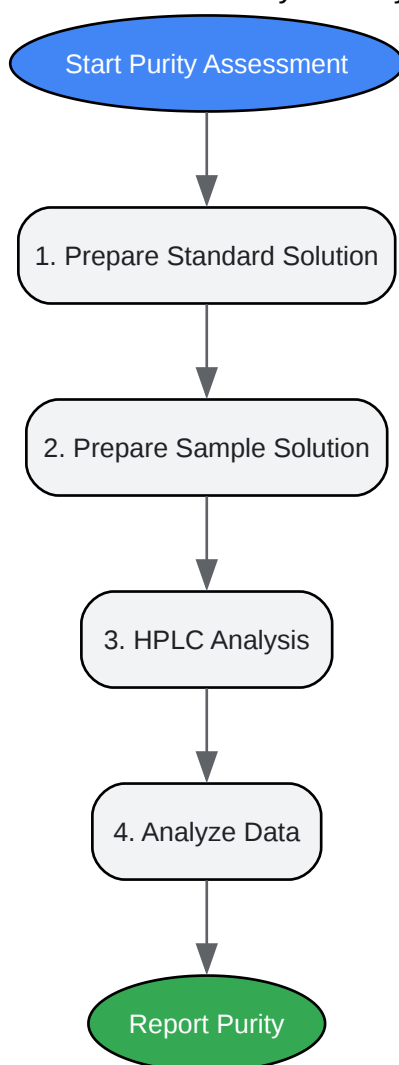 Start Purity Assessment
1. Prepare Standard Solution
2. Prepare Sample Solution
3. HPLC Analysis
4. Analyze Data
Report Purity